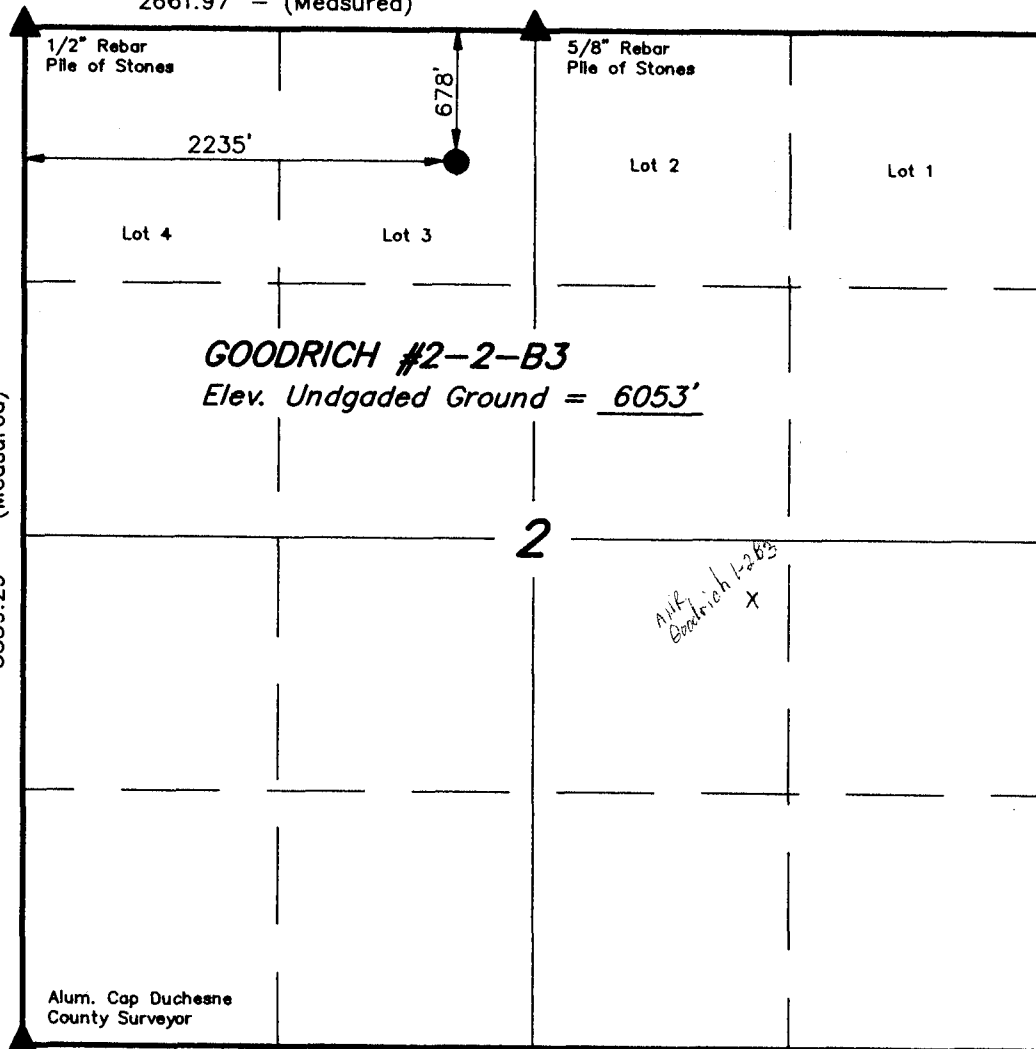 2661.97' – (Measured)
1/2" Rebar
Pile of Stones
5/8" Rebar
Pile of Stones
678'
2235'
Lot 2
Lot 1
Lot 4
Lot 3
GOODRICH #2-2-B3
Elev. Undgaded Ground = 6053'
(Measured)
2
ANR
Goodrich 1-2B3
X
Alum. Cap Duchesne
County Surveyor